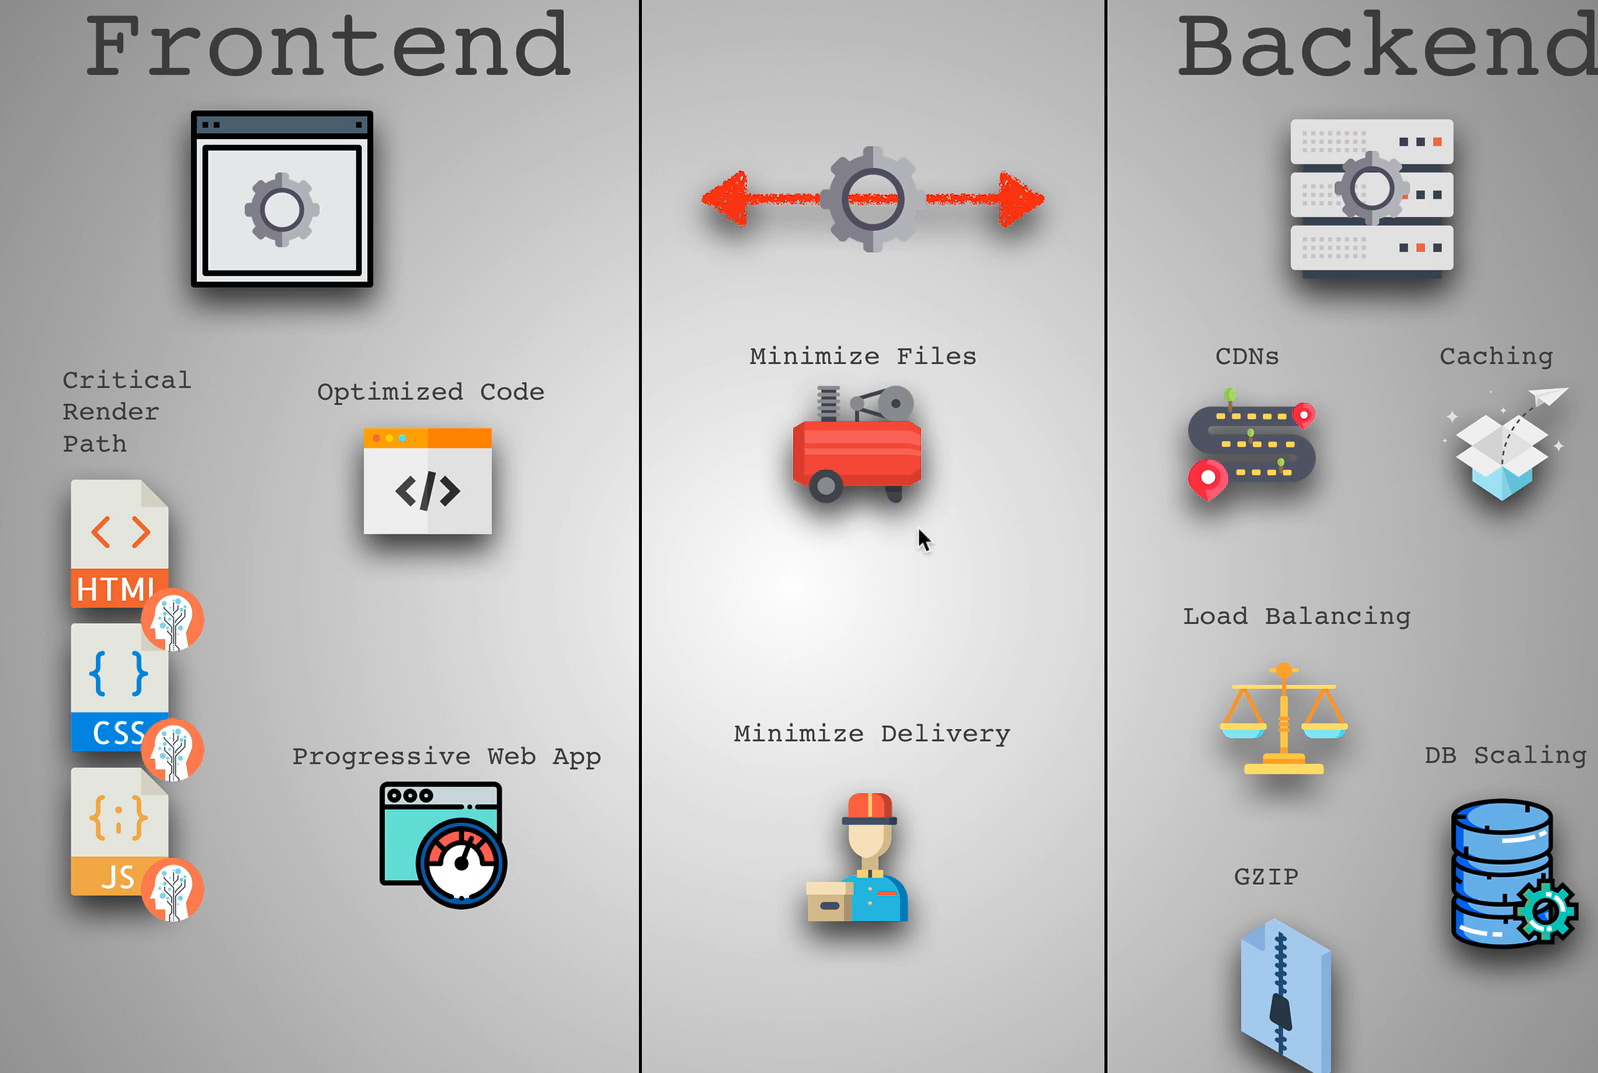 Frontend
Backend
Critical
Render
Path
Optimized Code
HTML
CSS
JS
Progressive Web App
Minimize Files
Minimize Delivery
CDNs
Caching
Load Balancing
DB Scaling
GZIP